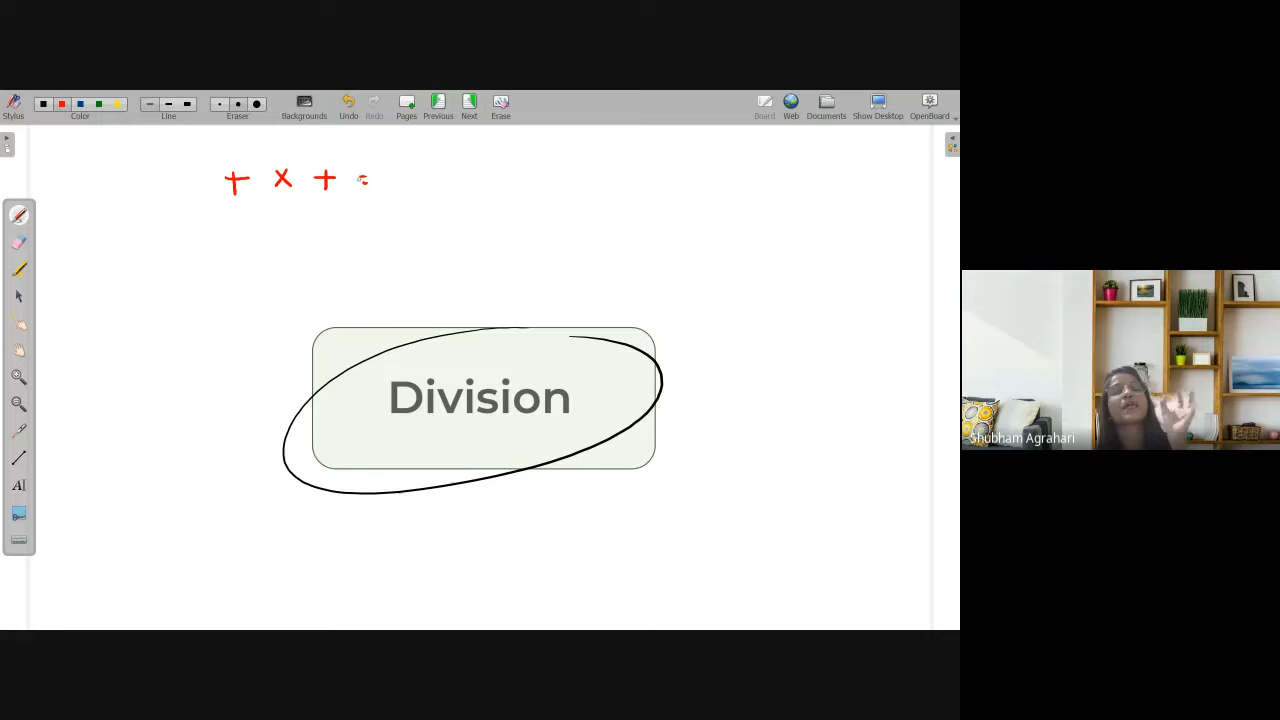 Stylus
Color
Line
Eraser
Backgrounds
Undo
Redo
Pages
Previous
Next
Erase
Board
Web
Documents
Show Desktop
OpenBoard
+ × + =
Division
Shubham Agrahari